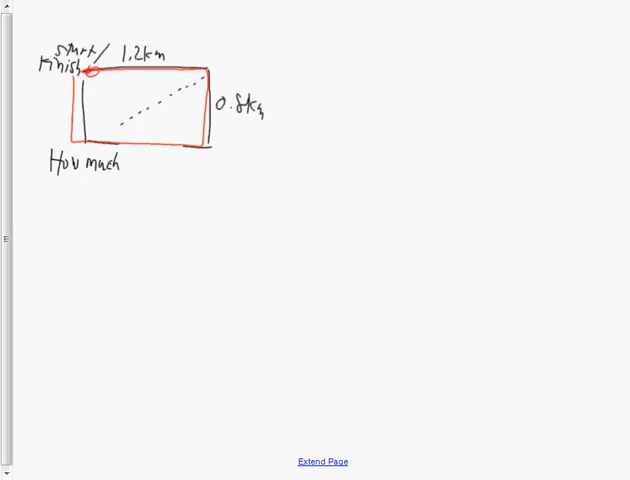 start/
Finish
1.2km
0.8km
How much
Extend Page